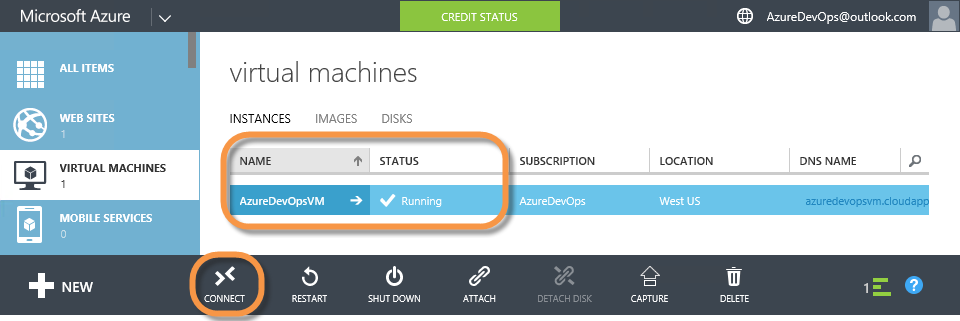 Microsoft Azure
CREDIT STATUS
AzureDevOps@outlook.com
ALL ITEMS
WEB SITES
1
VIRTUAL MACHINES
1
MOBILE SERVICES
0
virtual machines
INSTANCES IMAGES DISKS
NAME STATUS SUBSCRIPTION LOCATION DNS NAME
AzureDevOpsVM Running AzureDevOps West US azuredevopsvm.cloudapp
NEW
CONNECT RESTART SHUT DOWN ATTACH DETACH DISK CAPTURE DELETE
1 ?